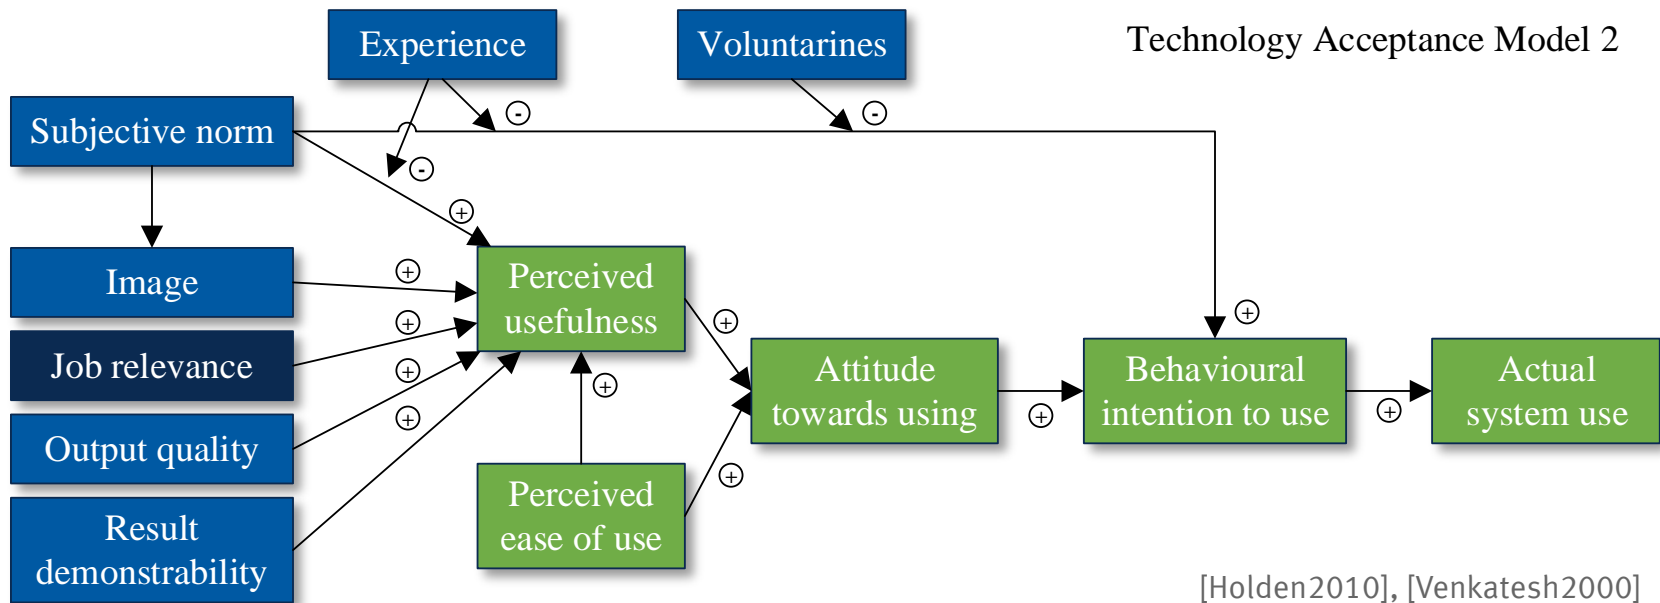 Technology Acceptance Model 2
Experience
Voluntarines
Subjective norm
-
-
-
+
Image
+
Perceived
usefulness
+
Job relevance
+
+
+
Output quality
+
+
Attitude
towards using
+
Behavioural
intention to use
+
Actual
system use
+
Perceived
ease of use
+
Result
demonstrability
[Holden2010], [Venkatesh2000]